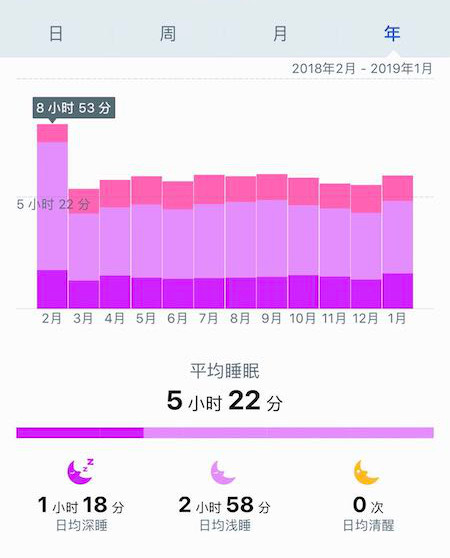 日 周 月 年
2018年2月 - 2019年1月
8 小时 53 分
5 小时 22 分
2月 3月 4月 5月 6月 7月 8月 9月 10月 11月 12月 1月
平均睡眠
5 小时 22 分
z z
1 小时 18 分 2 小时 58 分 0 次
日均深睡 日均浅睡 日均清醒